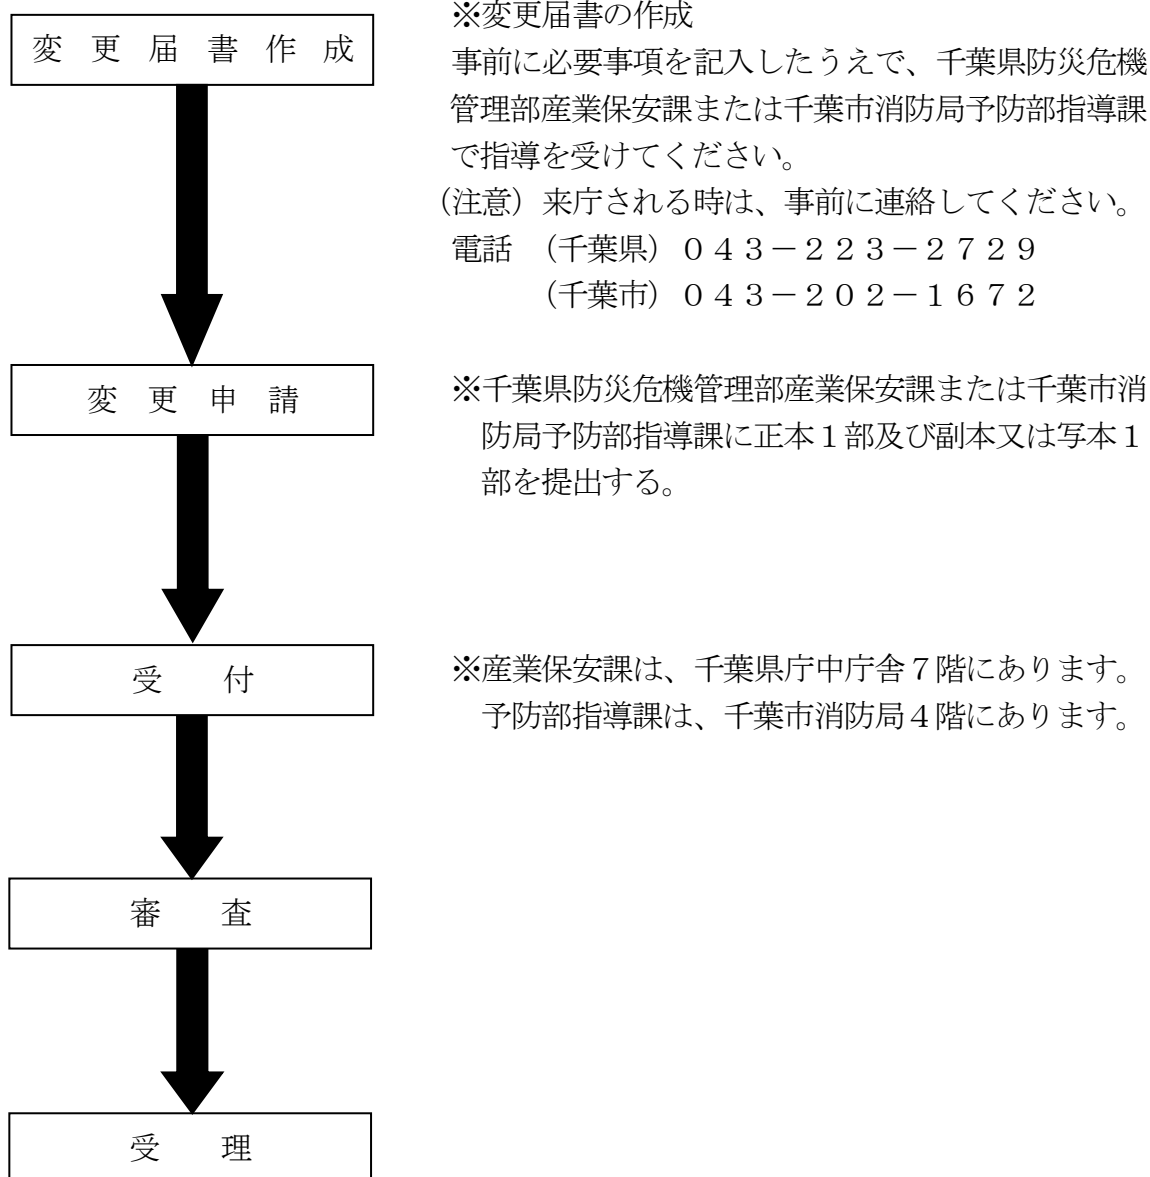 変更届書作成
※変更届書の作成
事前に必要事項を記入したうえで、千葉県防災危機
管理部産業保安課または千葉市消防局予防部指導課
で指導を受けてください。
（注意）来庁される時は、事前に連絡してください。
電話　（千葉県）０４３－２２３－２７２９
（千葉市）０４３－２０２－１６７２
変更申請
※千葉県防災危機管理部産業保安課または千葉市消
防局予防部指導課に正本１部及び副本又は写本１
部を提出する。
受付
※産業保安課は、千葉県庁中庁舎７階にあります。
予防部指導課は、千葉市消防局４階にあります。
審査
受理